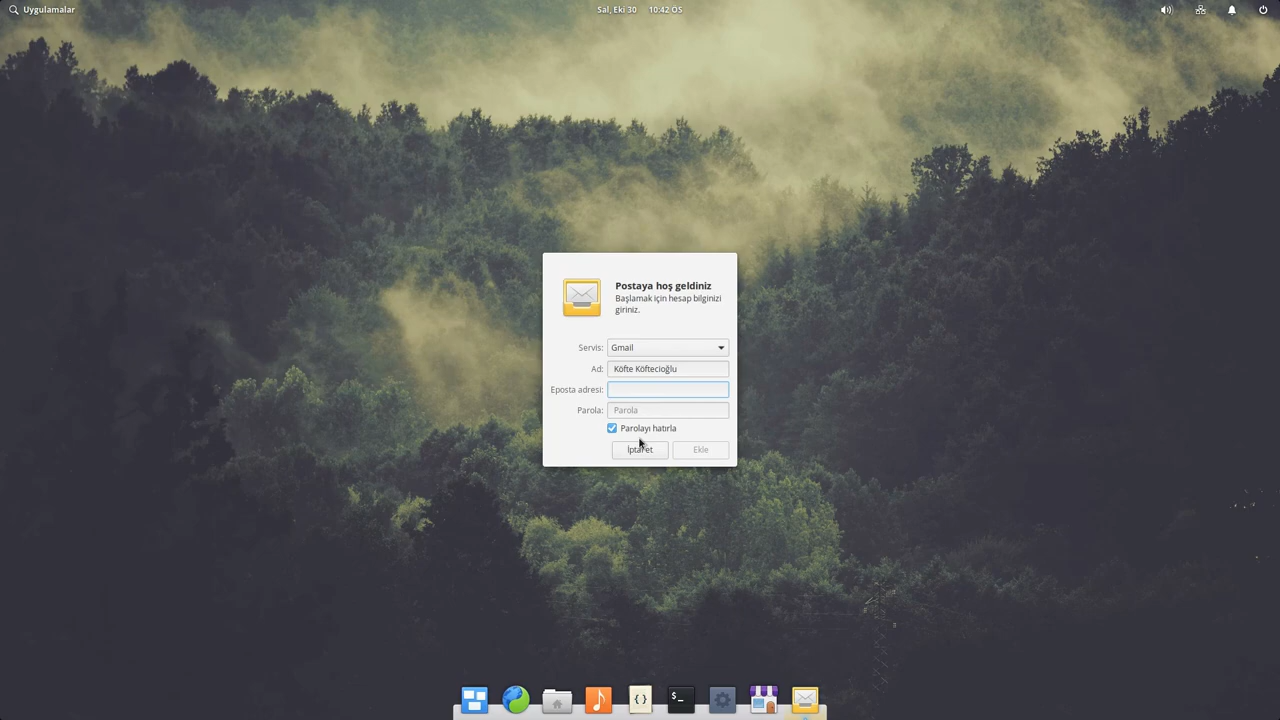 Uygulamalar
Sal, Eki 30 10:42 ÖS
Postaya hoş geldiniz
Başlamak için hesap bilginizi
giriniz.
Servis: Gmail
Ad: Köfte Köftecioğlu
Eposta adresi:
Parola: Parola
Parolayı hatırla
İptal et Ekle
{ }
$_